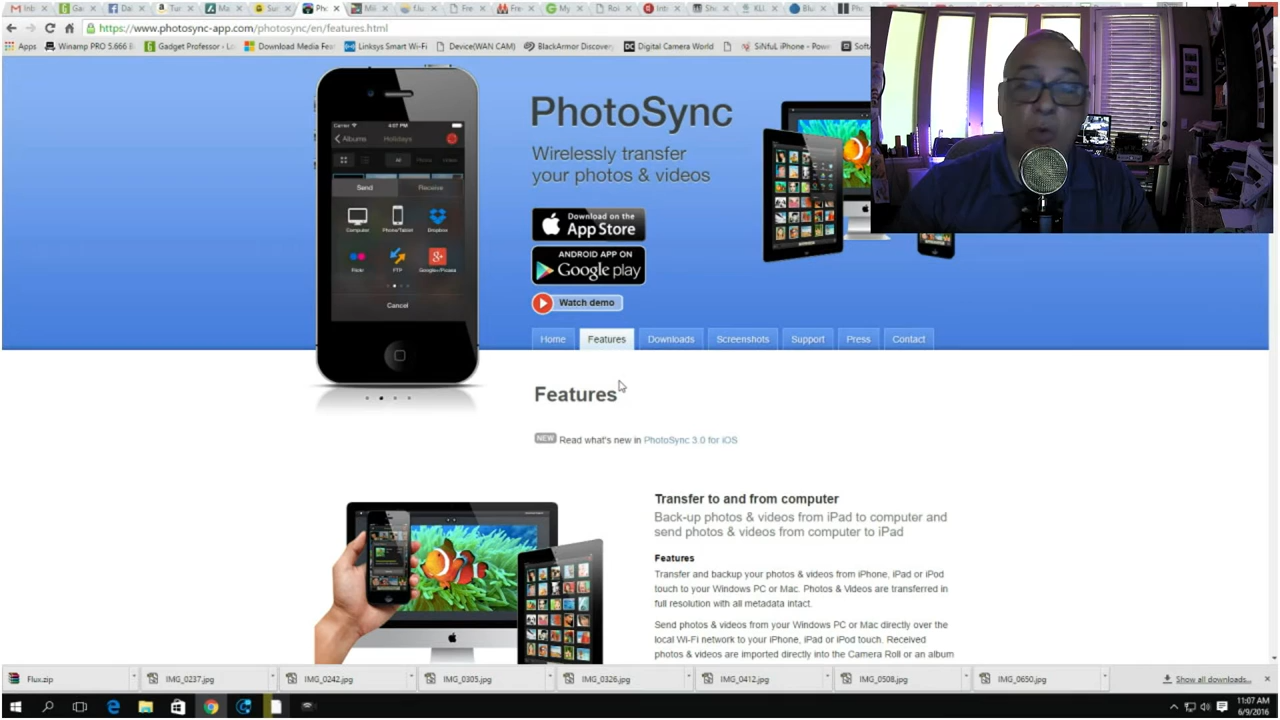 https://www.photosync-app.com/photosync/en/features.html
Apps
Winamp PRO 5.666 B
Gadget Professor - Lo
Download Media Fea
Linksys Smart Wi-Fi
Device(WAN CAM)
BlackArmor Discovery
Digital Camera World
SiNfuL iPhone - Powe
PhotoSync
Wirelessly transfer
your photos & videos
Download on the
App Store
ANDROID APP ON
Google play
Watch demo
Home
Features
Downloads
Screenshots
Support
Press
Contact
4:07 PM
Albums
Holidays
All
Send
Receive
Computer
Phone/Tablet
Dropbox
Flickr
FTP
Google+/Picasa
Cancel
Features
NEW
Read what's new in PhotoSync 3.0 for iOS
Transfer to and from computer
Back-up photos & videos from iPad to computer and
send photos & videos from computer to iPad
Features
Transfer and backup your photos & videos from iPhone, iPad or iPod
touch to your Windows PC or Mac. Photos & Videos are transferred in
full resolution with all metadata intact.
Send photos & videos from your Windows PC or Mac directly over the
local Wi-Fi network to your iPhone, iPad or iPod touch. Received
photos & videos are imported directly into the Camera Roll or an album
Flux.zip
IMG_0237.jpg
IMG_0242.jpg
IMG_0305.jpg
IMG_0326.jpg
IMG_0412.jpg
IMG_0508.jpg
IMG_0650.jpg
Show all downloads...
11:07 AM
6/9/2016